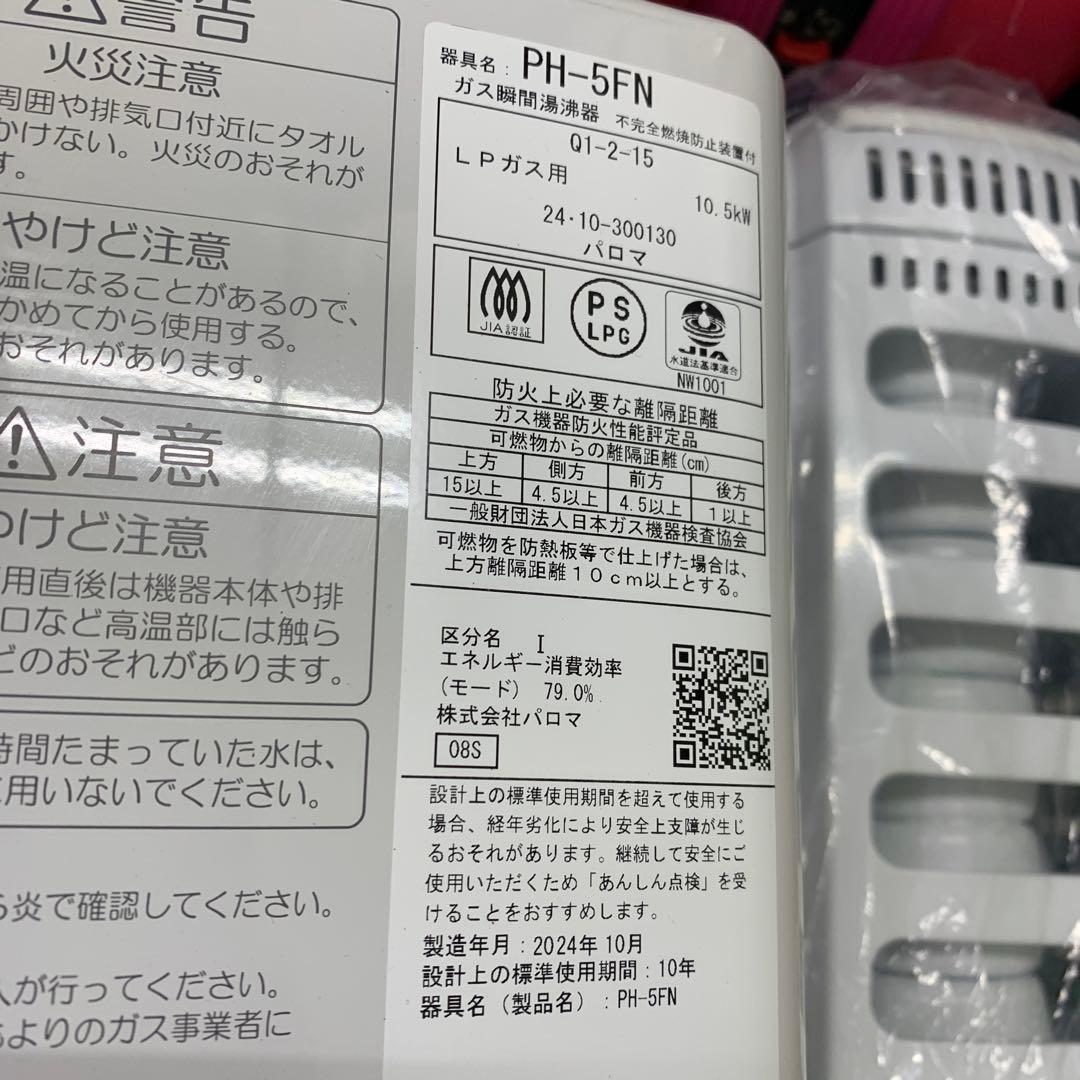 警告
火災注意
周囲や排気口付近にタオル
かけない。火災のおそれが
す。
やけど注意
温になることがあるので、
かめてから使用する。
おそれがあります。
注意
やけど注意
用直後は機器本体や排
口など高温部には触ら
どのおそれがあります。
時間たまっていた水は、
用いないでください。
炎で確認してください。
人が行ってください。
よりのガス事業者に
器具名：PH-5FN
ガス瞬間湯沸器 不完全燃焼防止装置付
Q1-2-15
LPガス用
10.5kW
24・10-300130
パロマ
JIA認証
PS
LPG
JIA
水道法基準適合
NW1001
防火上必要な離隔距離
ガス機器防火性能評定品
可燃物からの離隔距離(cm)
上方 側方 前方 後方
15以上 4.5以上 4.5以上 1以上
一般財団法人日本ガス機器検査協会
可燃物を防熱板等で仕上げた場合は、
上方離隔距離10cm以上とする。
区分名 I
エネルギー消費効率
(モード) 79.0%
株式会社パロマ
08S
設計上の標準使用期間を超えて使用する
場合、経年劣化により安全上支障が生じ
るおそれがあります。継続して安全にご
使用いただくため「あんしん点検」を受
けることをおすすめします。
製造年月：2024年10月
設計上の標準使用期間：10年
器具名（製品名）：PH-5FN